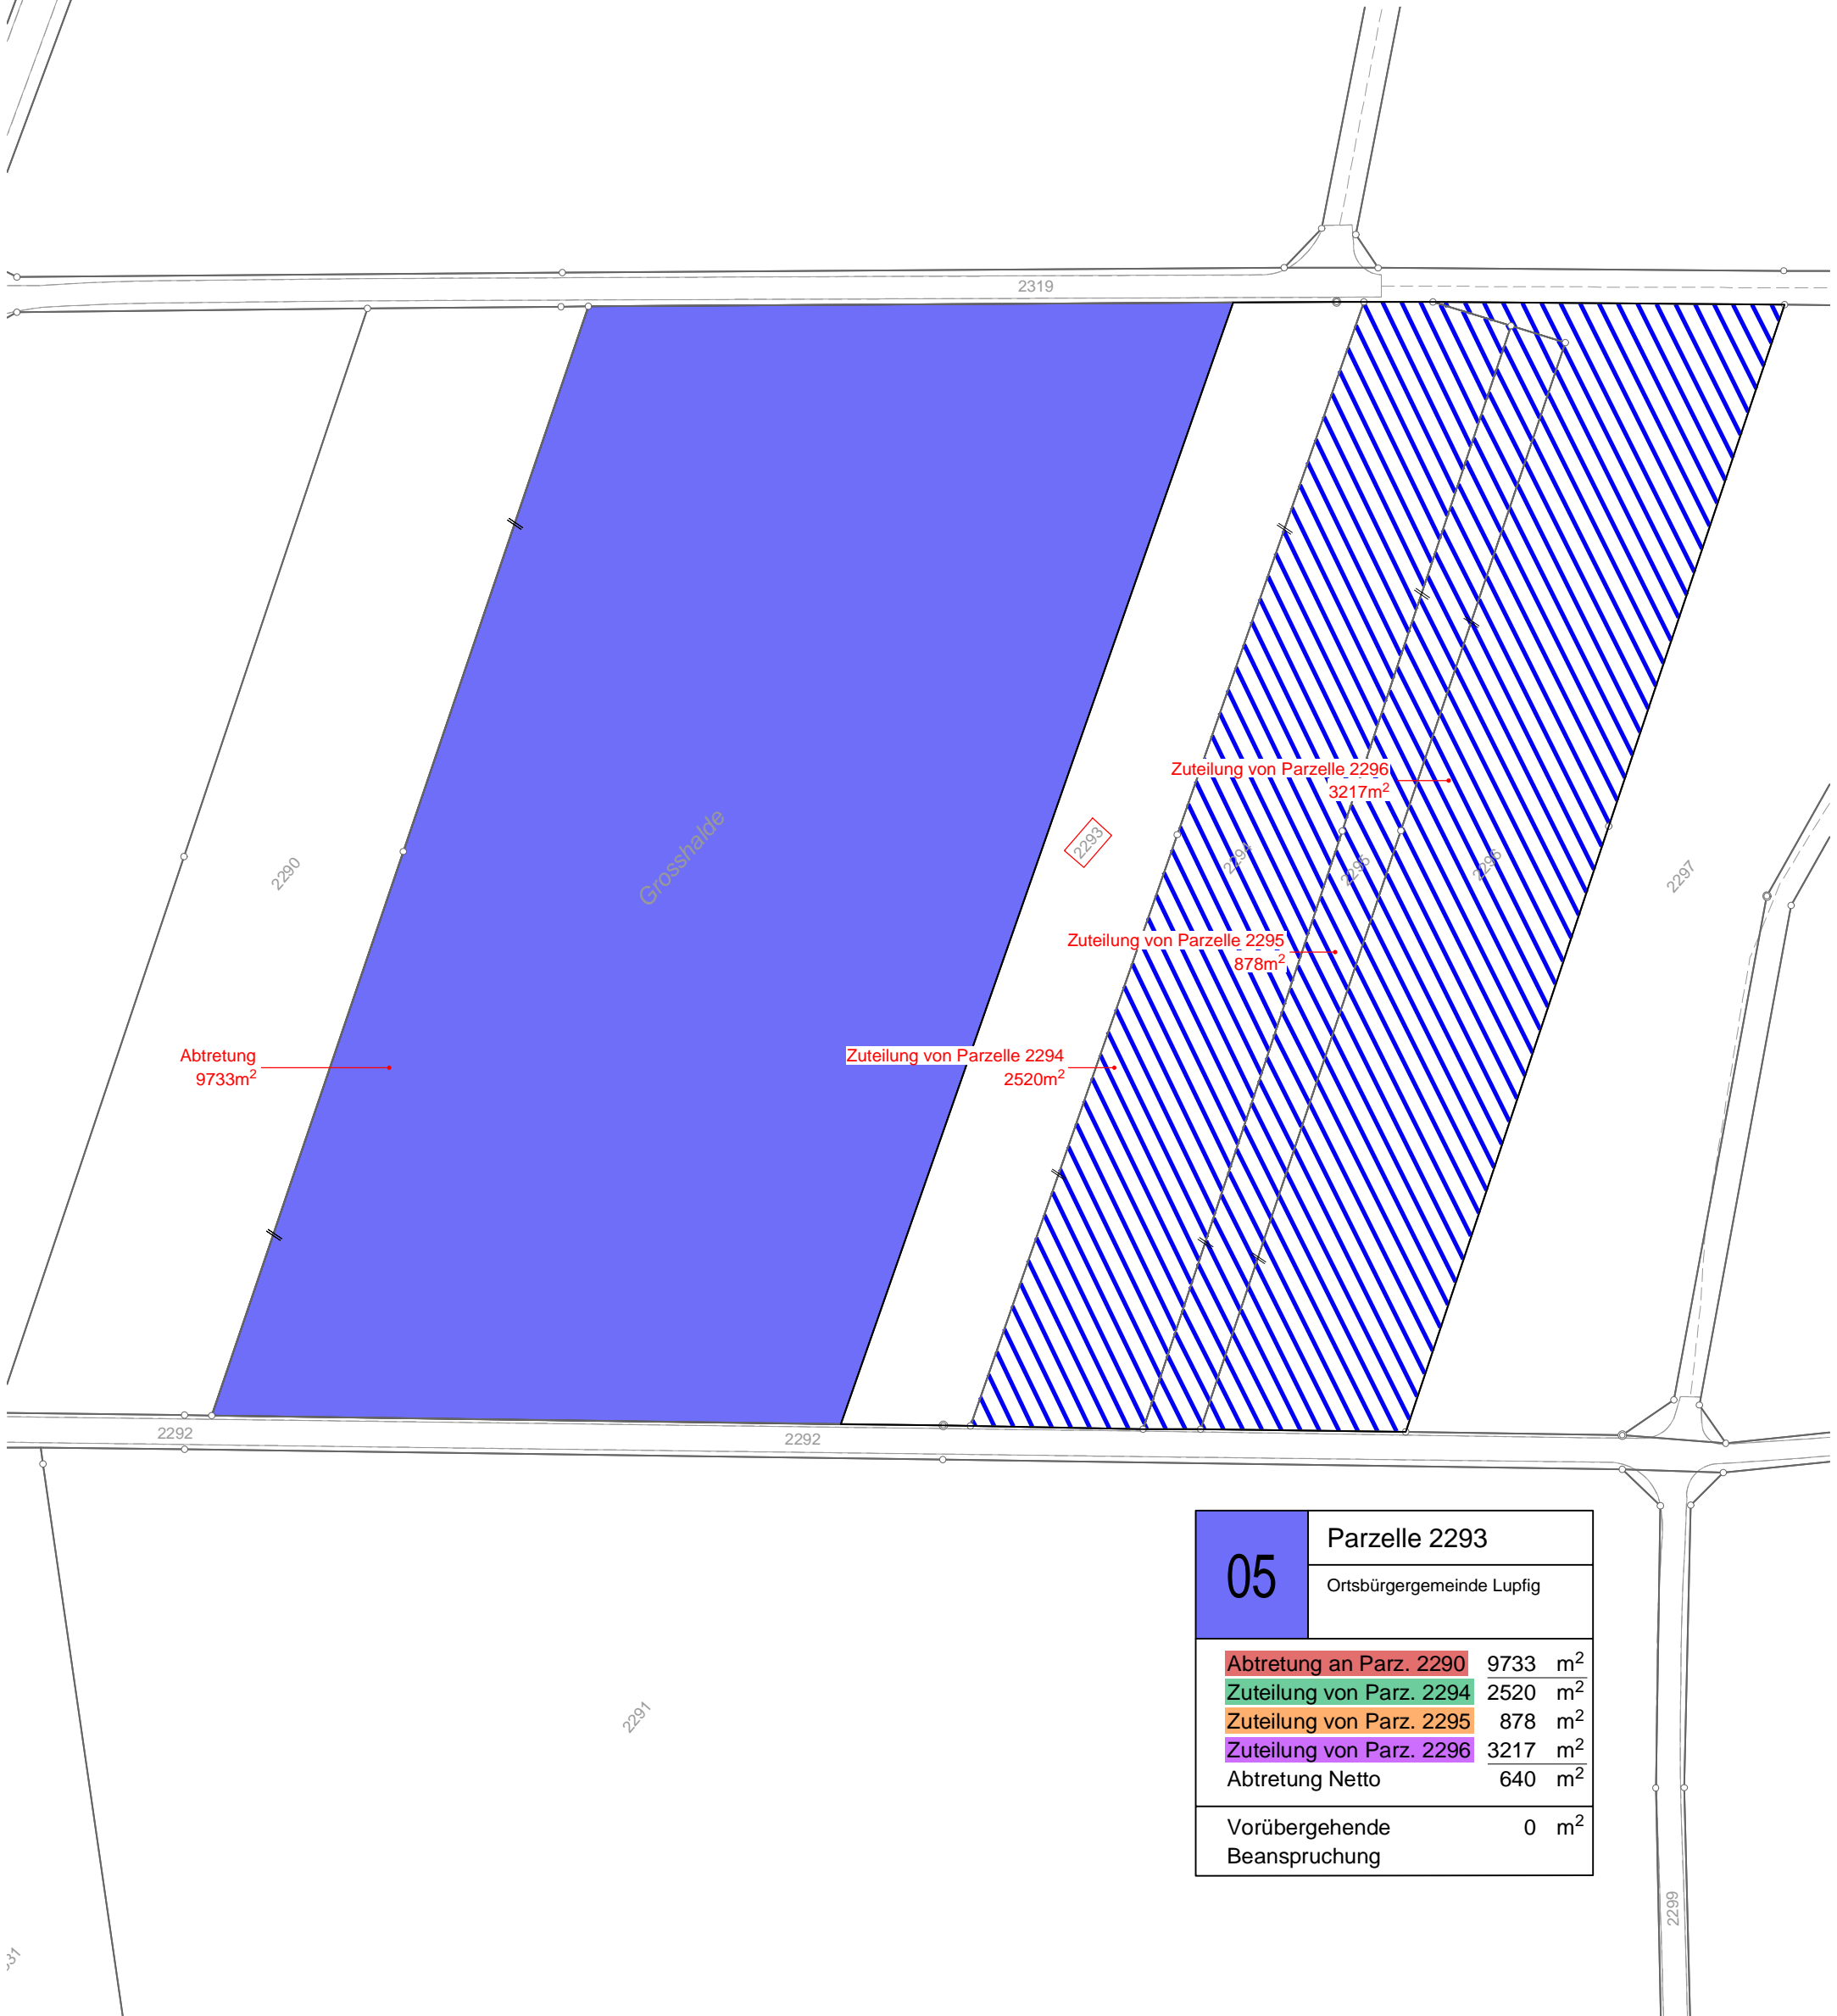 2319
Zuteilung von Parzelle 2296
3217m²
Grosshalde
2293
2290
2294
2295
2296
2297
Zuteilung von Parzelle 2295
878m²
Abtretung
9733m²
Zuteilung von Parzelle 2294
2520m²
2292
2292
05
Parzelle 2293
Ortsbürgergemeinde Lupfig
Abtretung an Parz. 2290 9733 m²
Zuteilung von Parz. 2294 2520 m²
Zuteilung von Parz. 2295 878 m²
Zuteilung von Parz. 2296 3217 m²
Abtretung Netto 640 m²
Vorübergehende 0 m²
Beanspruchung
2291
2299